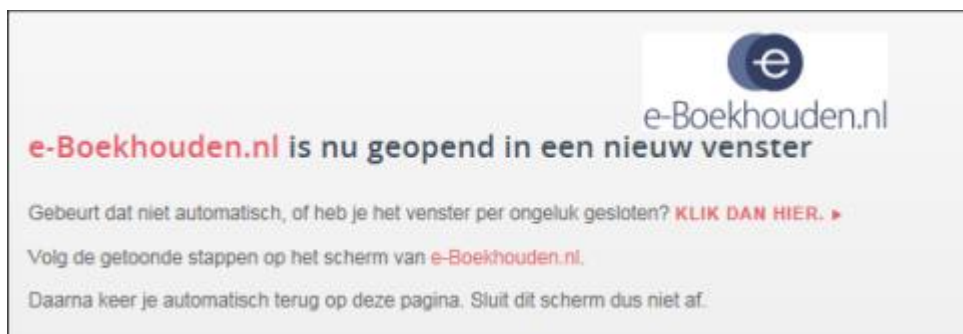 e
e-Boekhouden.nl
e-Boekhouden.nl is nu geopend in een nieuw venster
Gebeurt dat niet automatisch, of heb je het venster per ongeluk gesloten? KLIK DAN HIER. ▸
Volg de getoonde stappen op het scherm van e-Boekhouden.nl.
Daarna keer je automatisch terug op deze pagina. Sluit dit scherm dus niet af.